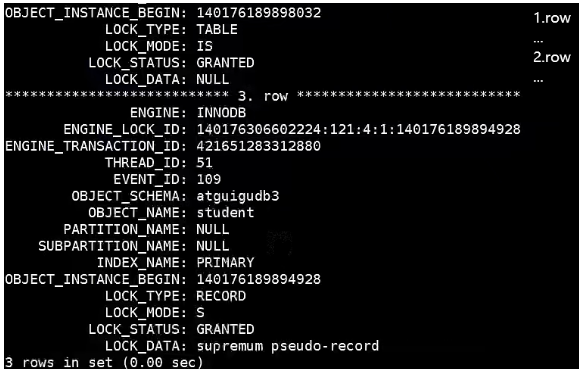 OBJECT_INSTANCE_BEGIN: 140176189898032
LOCK_TYPE: TABLE
LOCK_MODE: IS
LOCK_STATUS: GRANTED
LOCK_DATA: NULL
*************************** 3. row ***************************
ENGINE: INNODB
ENGINE_LOCK_ID: 140176306602224:121:4:1:140176189894928
ENGINE_TRANSACTION_ID: 421651283312880
THREAD_ID: 51
EVENT_ID: 109
OBJECT_SCHEMA: atguigudb3
OBJECT_NAME: student
PARTITION_NAME: NULL
SUBPARTITION_NAME: NULL
INDEX_NAME: PRIMARY
OBJECT_INSTANCE_BEGIN: 140176189894928
LOCK_TYPE: RECORD
LOCK_MODE: S
LOCK_STATUS: GRANTED
LOCK_DATA: supremum pseudo-record
3 rows in set (0.00 sec)
1.row
...
2.row
...